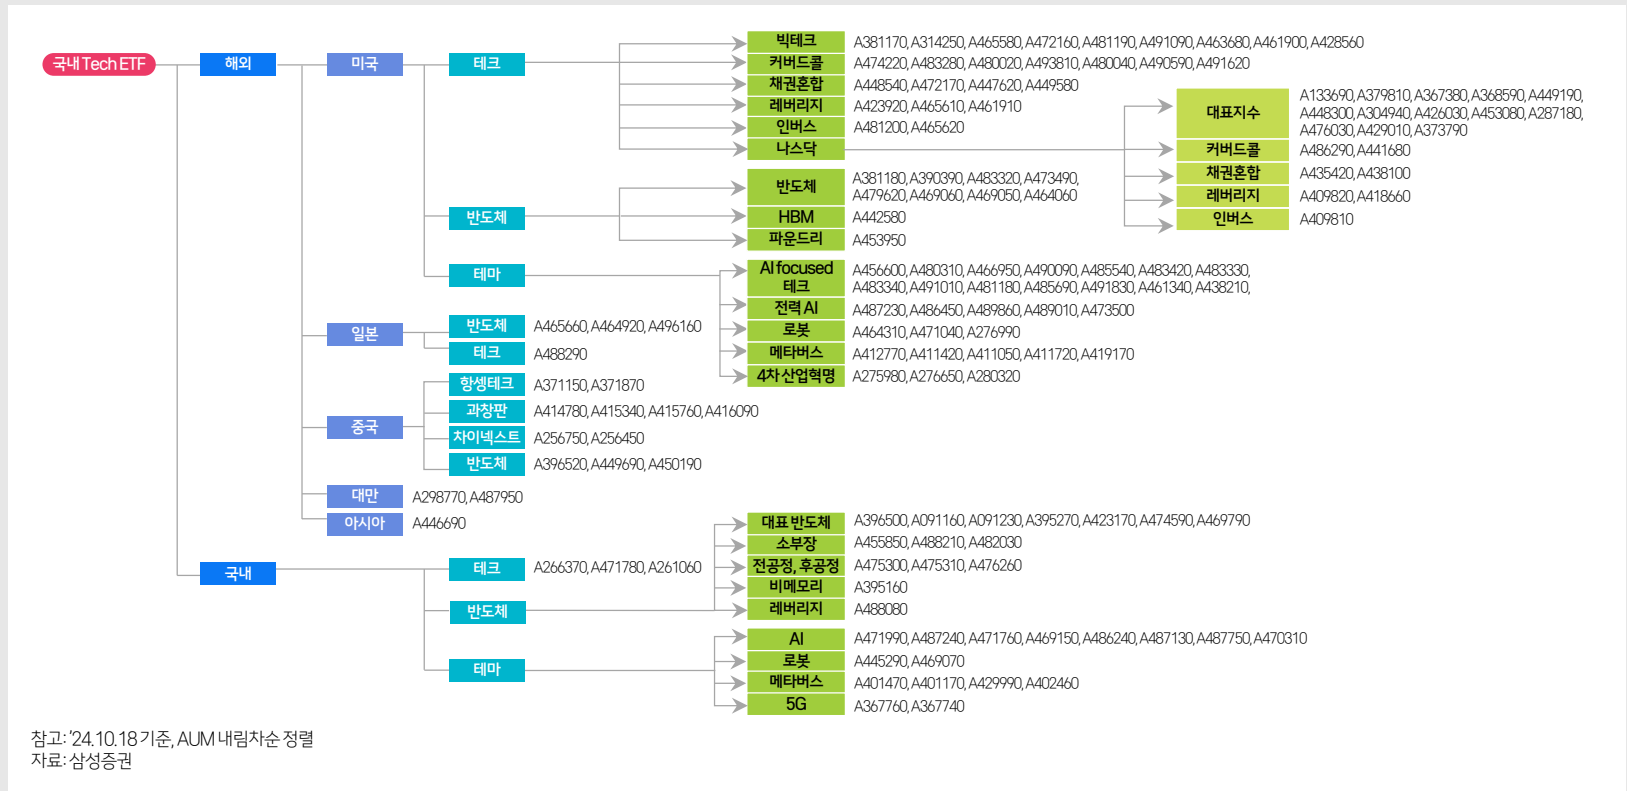 국내 Tech ETF
해외
미국
테크
빅테크
A381170, A314250, A465580, A472160, A481190, A491090, A463680, A461900, A428560
커버드콜
A474220, A483280, A480020, A493810, A480040, A490590, A491620
채권혼합
A448540, A472170, A447620, A449580
레버리지
A423920, A465610, A461910
인버스
A481200, A465620
나스닥
대표지수
A133690, A379810, A367380, A368590, A449190,
A448300, A304940, A426030, A453080, A287180,
A476030, A429010, A373790
커버드콜
A486290, A441680
채권혼합
A435420, A438100
레버리지
A409820, A418660
인버스
A409810
반도체
반도체
A381180, A390390, A483320, A473490,
A479620, A469060, A469050, A464060
HBM
A442580
파운드리
A453950
테마
AI focused
테크
A456600, A480310, A466950, A490090, A485540, A483420, A483330,
A483340, A491010, A481180, A485690, A491830, A461340, A438210,
전력 AI
A487230, A486450, A489860, A489010, A473500
로봇
A464310, A471040, A276990
메타버스
A412770, A411420, A411050, A411720, A419170
4차 산업혁명
A275980, A276650, A280320
일본
반도체
A465660, A464920, A496160
테크
A488290
중국
항셍테크
A371150, A371870
과창판
A414780, A415340, A415760, A416090
차이넥스트
A256750, A256450
반도체
A396520, A449690, A450190
대만
A298770, A487950
아시아
A446690
국내
테크
A266370, A471780, A261060
반도체
대표 반도체
A396500, A091160, A091230, A395270, A423170, A474590, A469790
소부장
A455850, A488210, A482030
전공정, 후공정
A475300, A475310, A476260
비메모리
A395160
레버리지
A488080
테마
AI
A471990, A487240, A471760, A469150, A486240, A487130, A487750, A470310
로봇
A445290, A469070
메타버스
A401470, A401170, A429990, A402460
5G
A367760, A367740
참고: '24.10.18 기준, AUM 내림차순 정렬
자료: 삼성증권